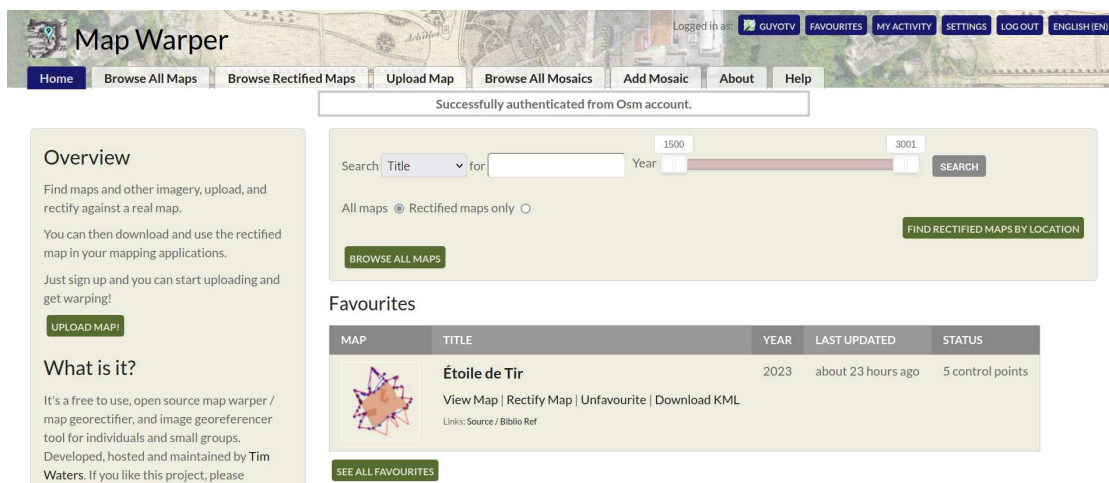 Map Warper
Achilles
Logged in as: GUYOTV FAVOURITES MY ACTIVITY SETTINGS LOG OUT ENGLISH (EN)
Home Browse All Maps Browse Rectified Maps Upload Map Browse All Mosaics Add Mosaic About Help
Successfully authenticated from Osm account.
Overview
Find maps and other imagery, upload, and
rectify against a real map.
You can then download and use the rectified
map in your mapping applications.
Just sign up and you can start uploading and
get warping!
UPLOAD MAP!
What is it?
It's a free to use, open source map warper /
map georectifier, and image georeferencer
tool for individuals and small groups.
Developed, hosted and maintained by Tim
Waters. If you like this project, please
1500 3001
Search Title for Year SEARCH
All maps Rectified maps only
FIND RECTIFIED MAPS BY LOCATION
BROWSE ALL MAPS
Favourites
MAP TITLE YEAR LAST UPDATED STATUS
Étoile de Tir 2023 about 23 hours ago 5 control points
View Map | Rectify Map | Unfavourite | Download KML
Links: Source / Biblio Ref
SEE ALL FAVOURITES